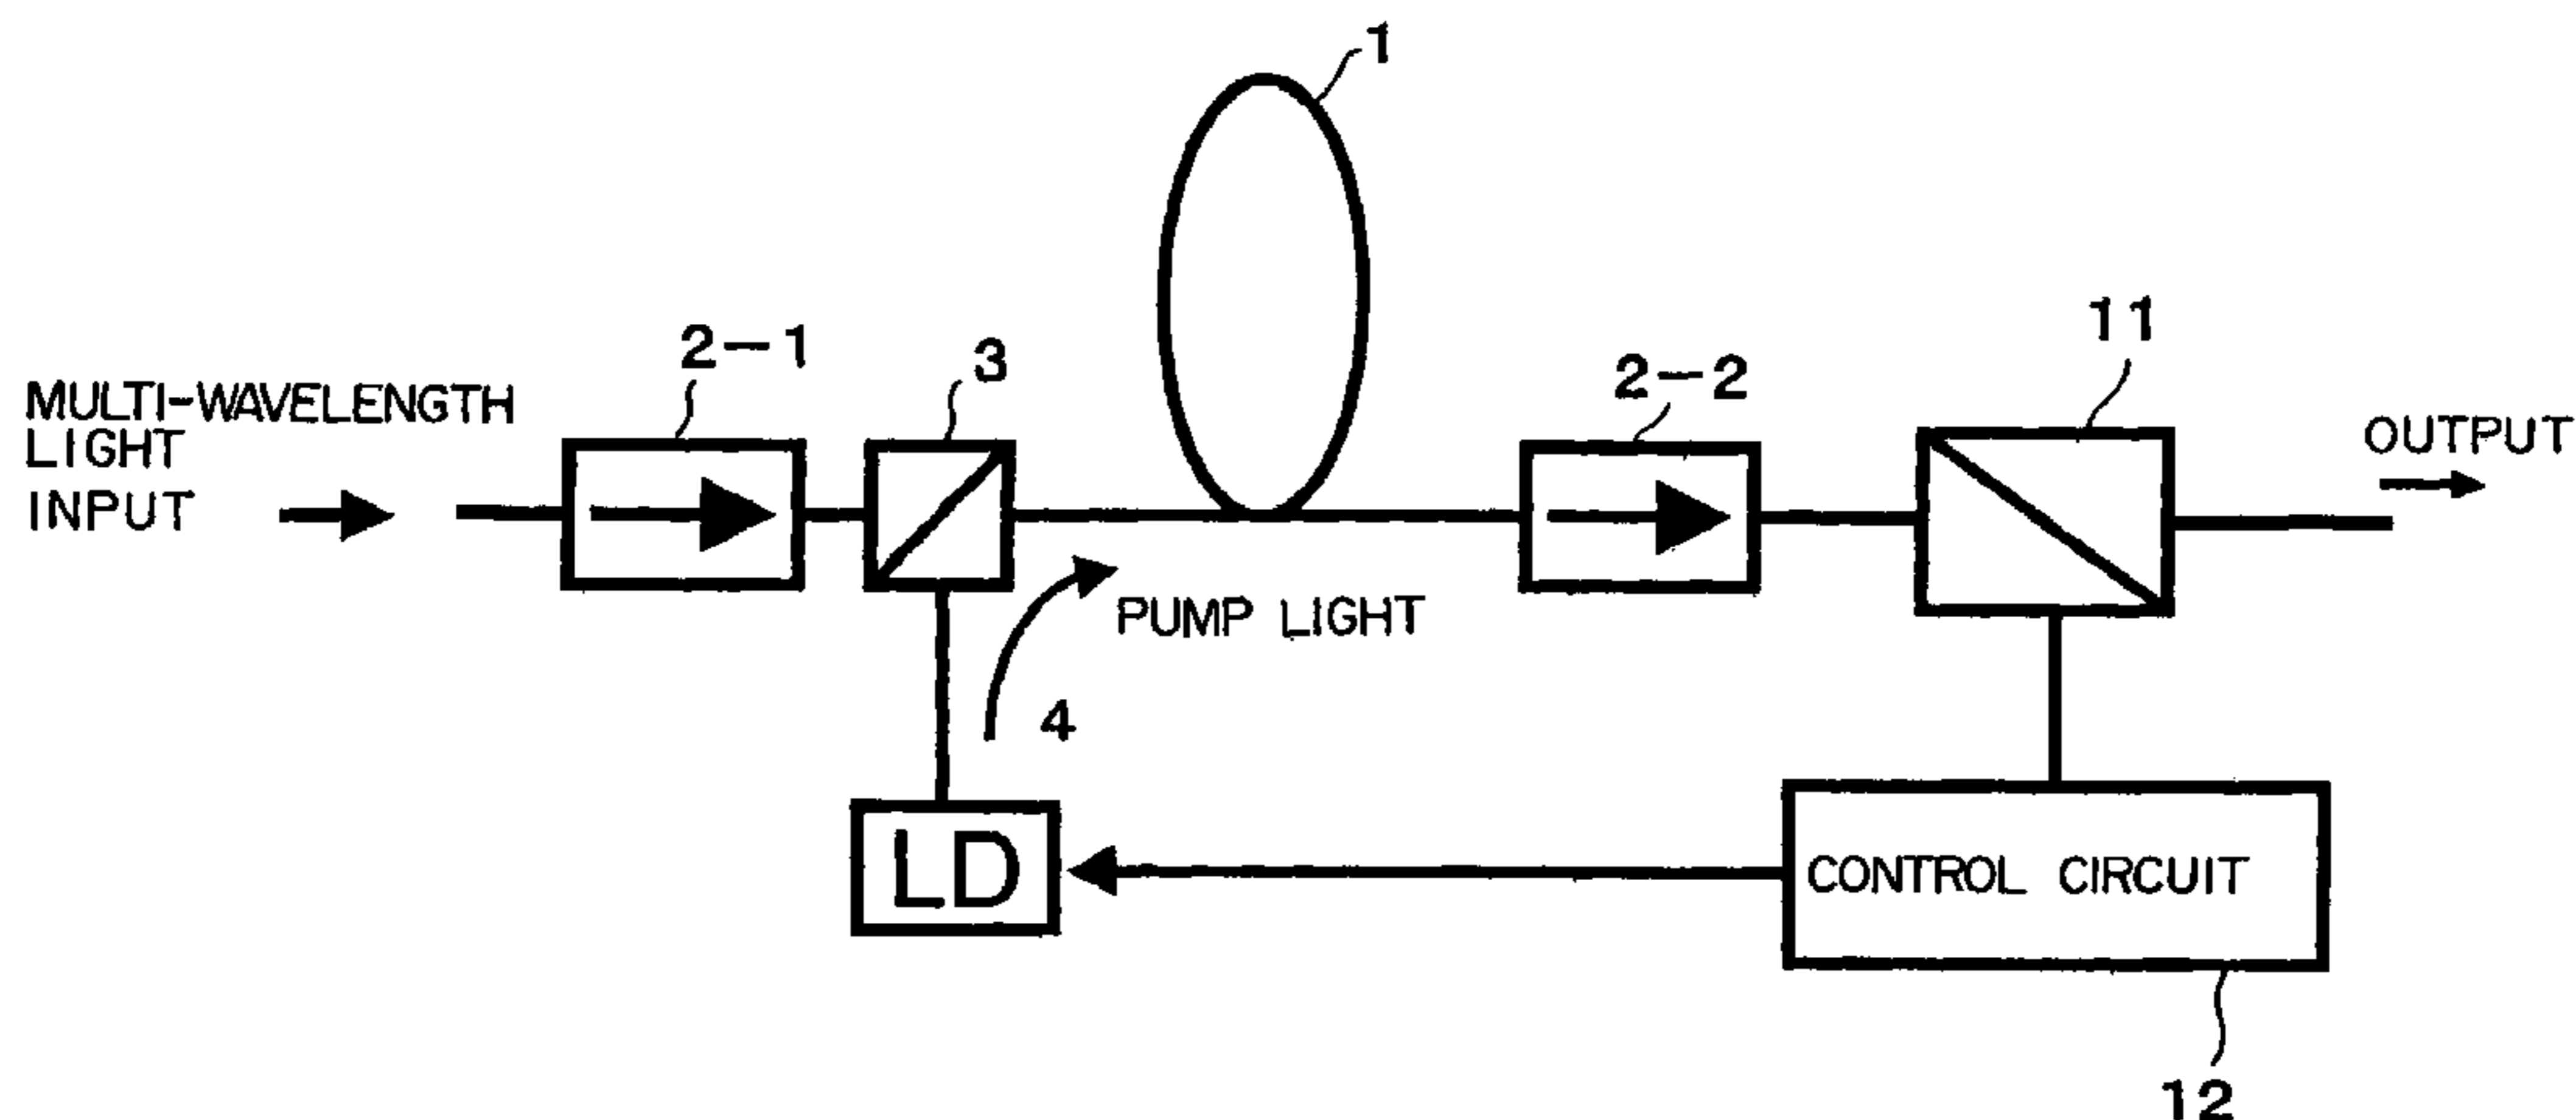 1
2-1
3
2-2
11
MULTI-WAVELENGTH
LIGHT
INPUT
OUTPUT
PUMP LIGHT
4
LD
CONTROL CIRCUIT
12